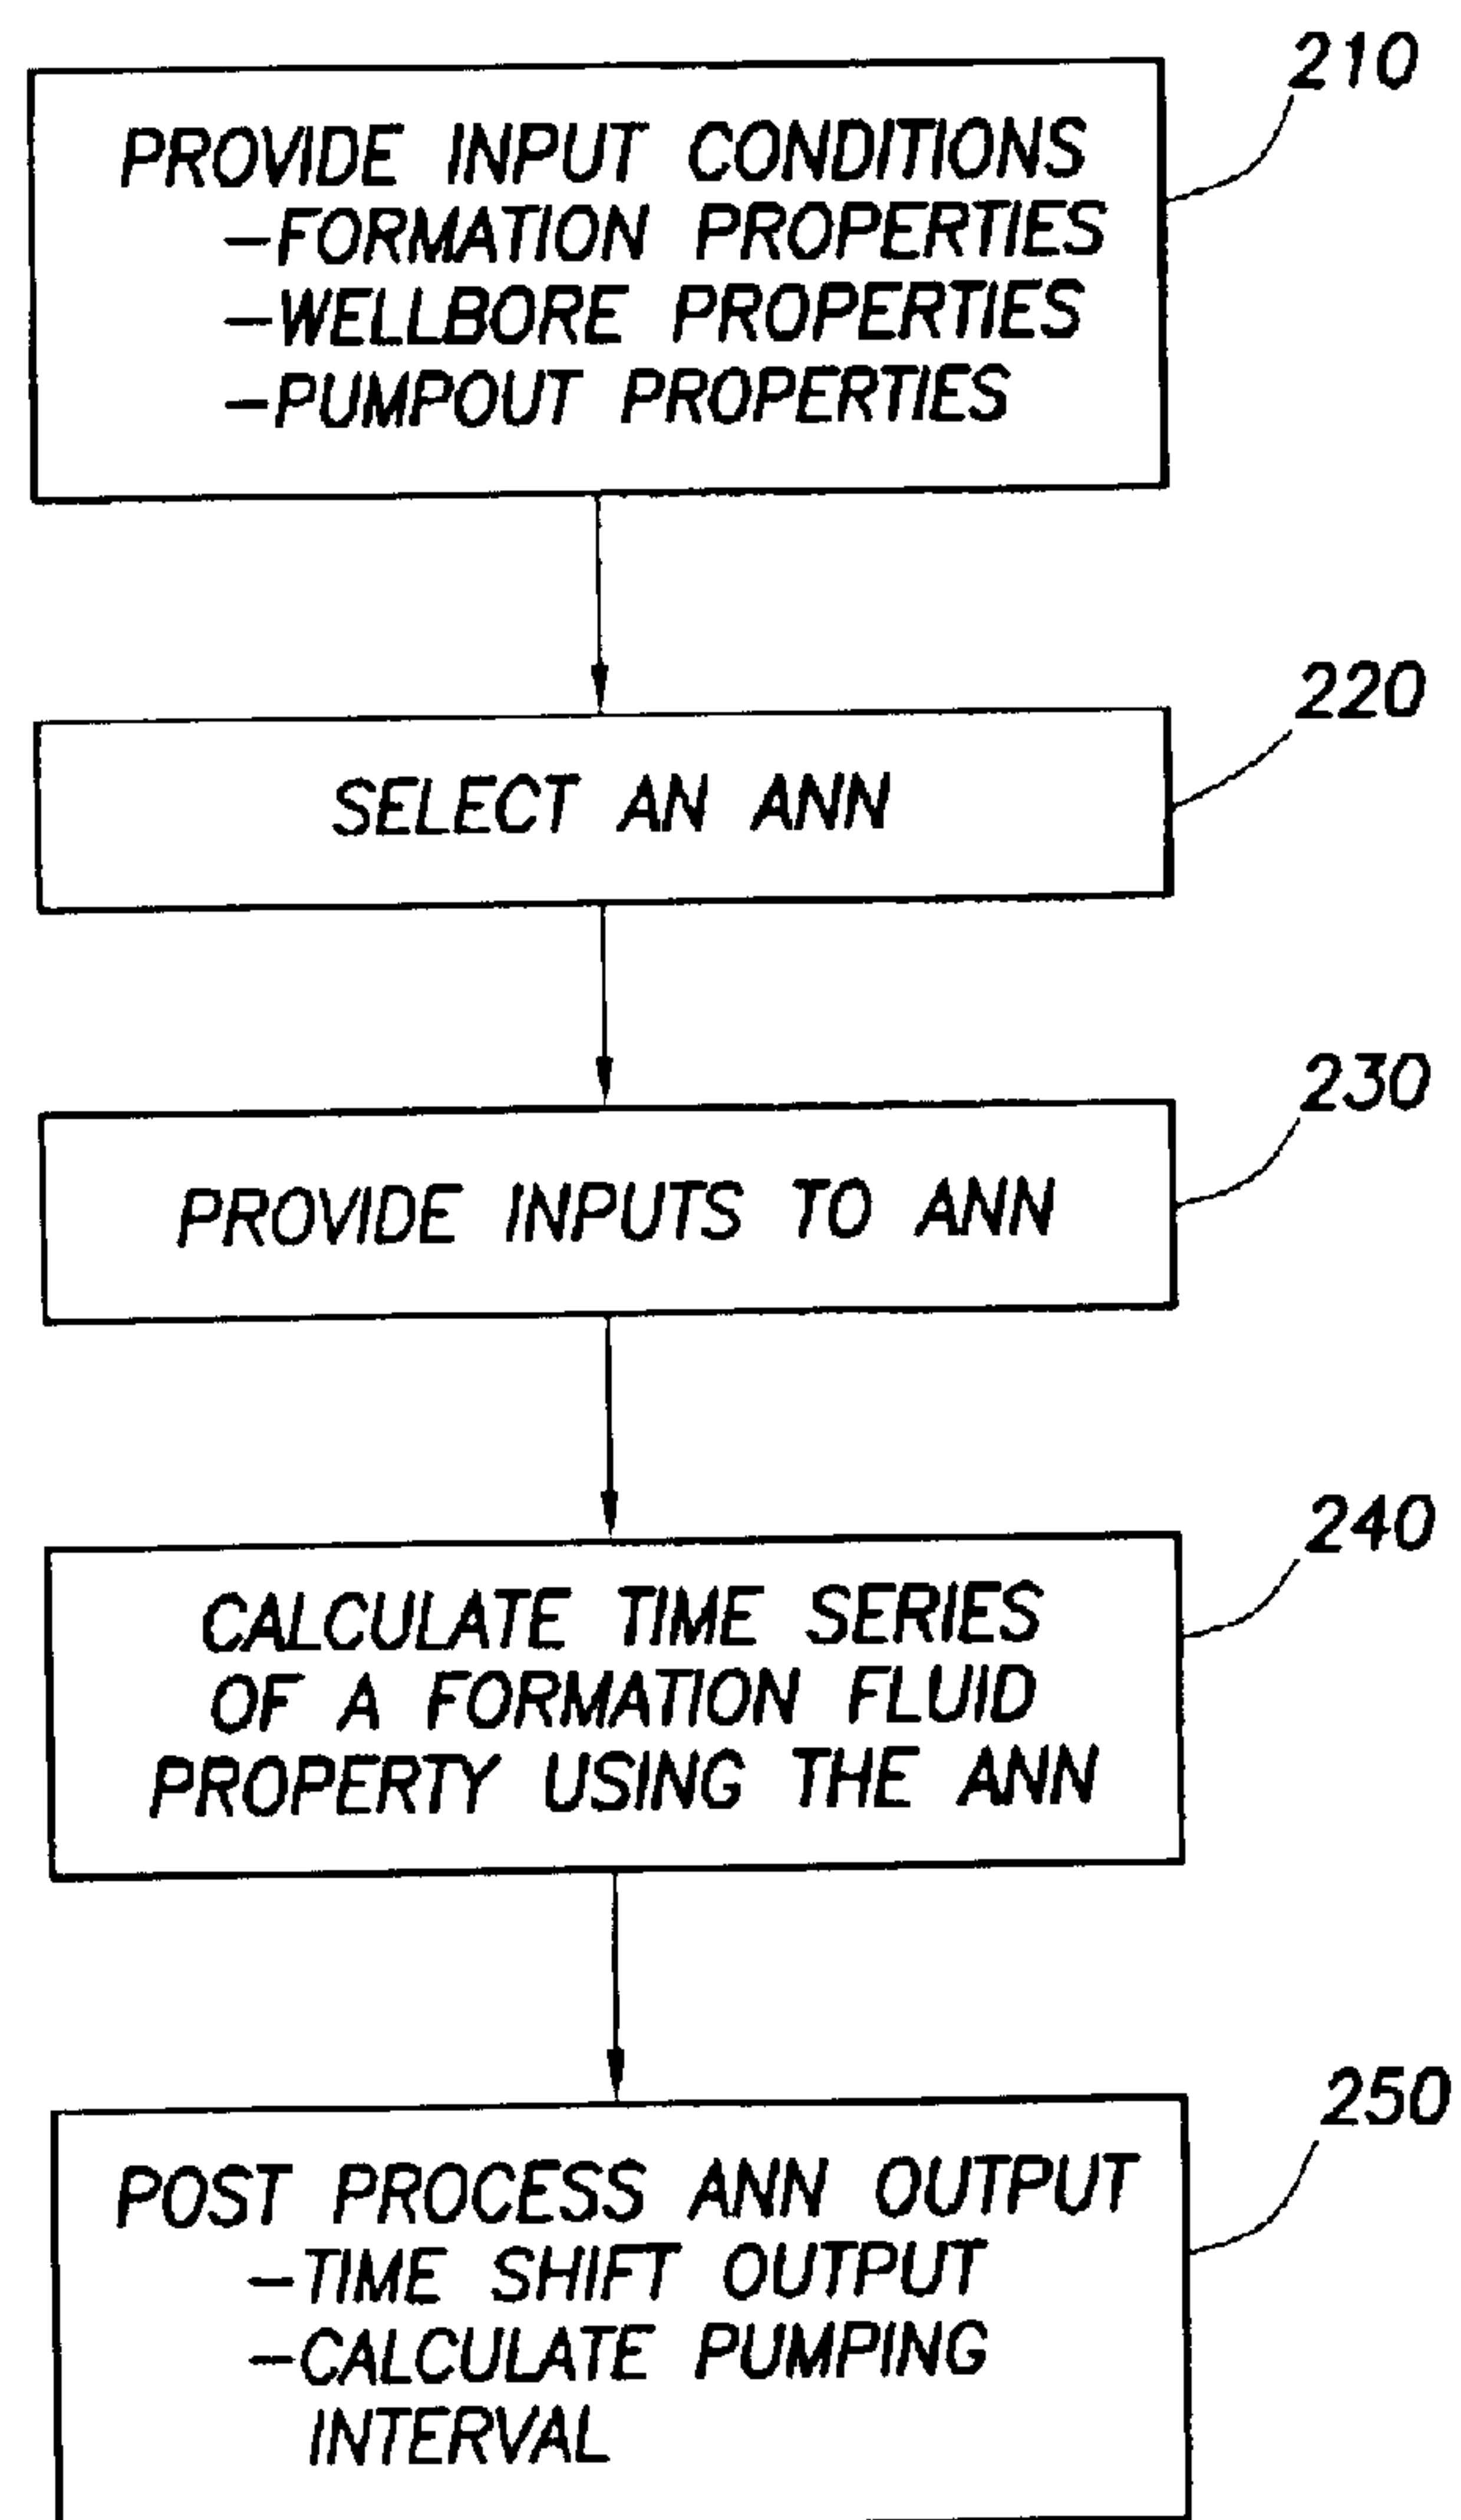 210
PROVIDE INPUT CONDITIONS
-FORMATION PROPERTIES
-WELLBORE PROPERTIES
-PUMPOUT PROPERTIES
220
SELECT AN ANN
230
PROVIDE INPUTS TO ANN
240
CALCULATE TIME SERIES
OF A FORMATION FLUID
PROPERTY USING THE ANN
250
POST PROCESS ANN OUTPUT
-TIME SHIFT OUTPUT
-CALCULATE PUMPING
INTERVAL